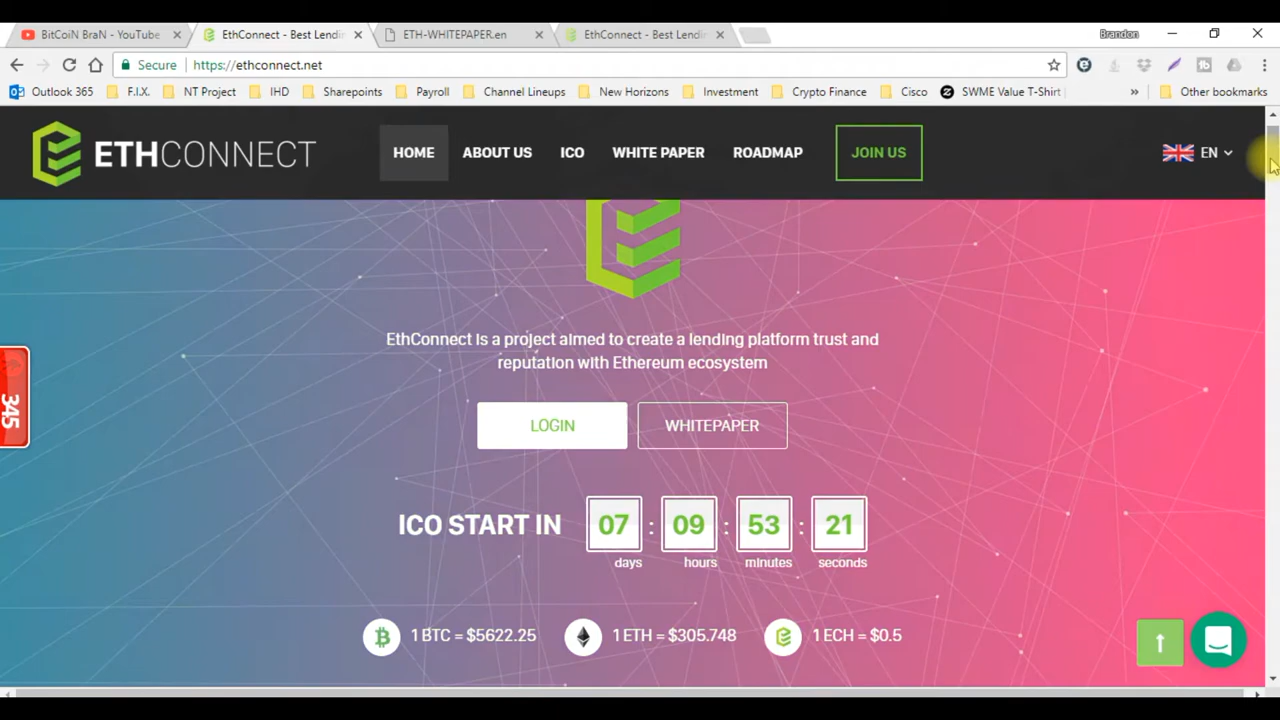 BitCoiN BraN - YouTube
EthConnect - Best Lendin
ETH-WHITEPAPER.en
EthConnect - Best Lendin
Brandon
Secure
https://ethconnect.net
Outlook 365
F.I.X.
NT Project
IHD
Sharepoints
Payroll
Channel Lineups
New Horizons
Investment
Crypto Finance
Cisco
SWME Value T-Shirt
Other bookmarks
ETHCONNECT
HOME
ABOUT US
ICO
WHITE PAPER
ROADMAP
JOIN US
EN
EthConnect is a project aimed to create a lending platform trust and
reputation with Ethereum ecosystem
LOGIN
WHITEPAPER
345
ICO START IN
07 : 09 : 53 : 21
days hours minutes seconds
1 BTC = $5622.25
1 ETH = $305.748
1 ECH = $0.5